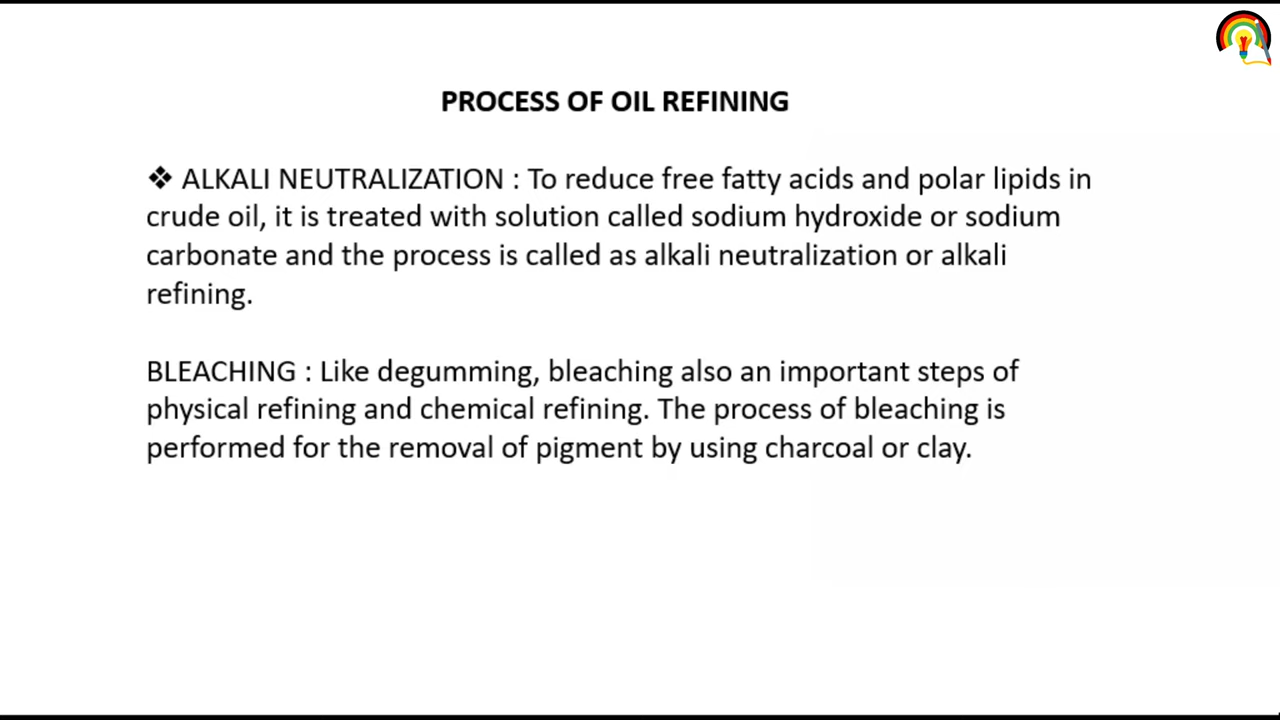 PROCESS OF OIL REFINING
❖ ALKALI NEUTRALIZATION : To reduce free fatty acids and polar lipids in
crude oil, it is treated with solution called sodium hydroxide or sodium
carbonate and the process is called as alkali neutralization or alkali
refining.
BLEACHING : Like degumming, bleaching also an important steps of
physical refining and chemical refining. The process of bleaching is
performed for the removal of pigment by using charcoal or clay.